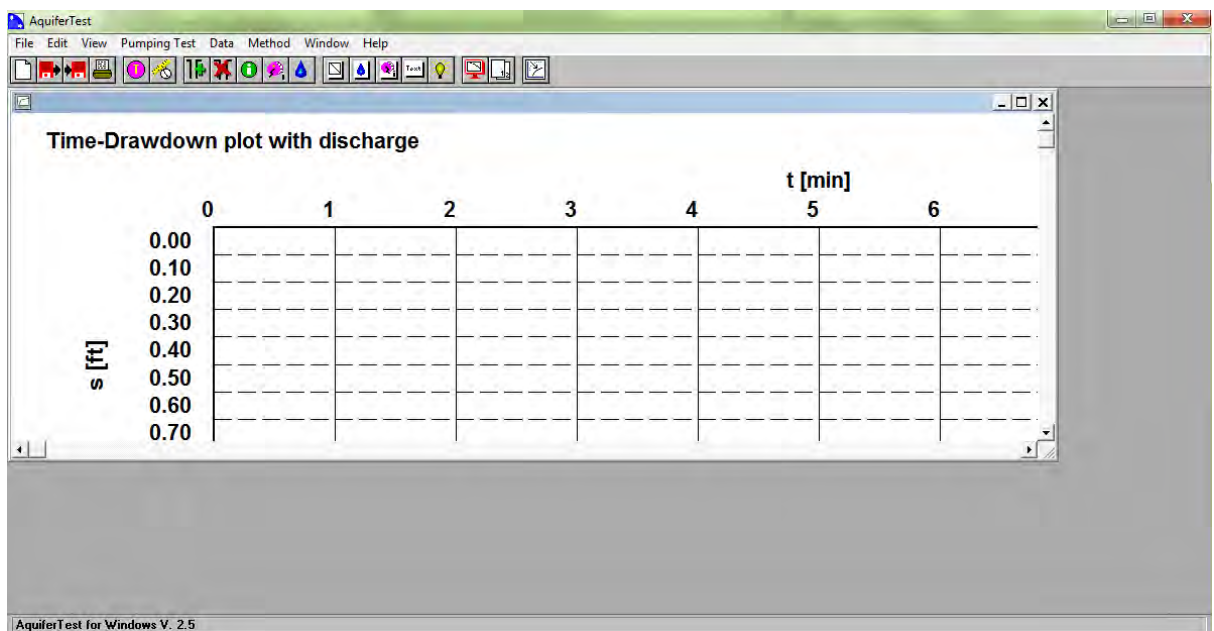 AquiferTest
File Edit View Pumping Test Data Method Window Help
Text
Time-Drawdown plot with discharge
t [min]
0 1 2 3 4 5 6
0.00
0.10
0.20
0.30
0.40
s [ft]
0.50
0.60
0.70
AquiferTest for Windows V. 2.5